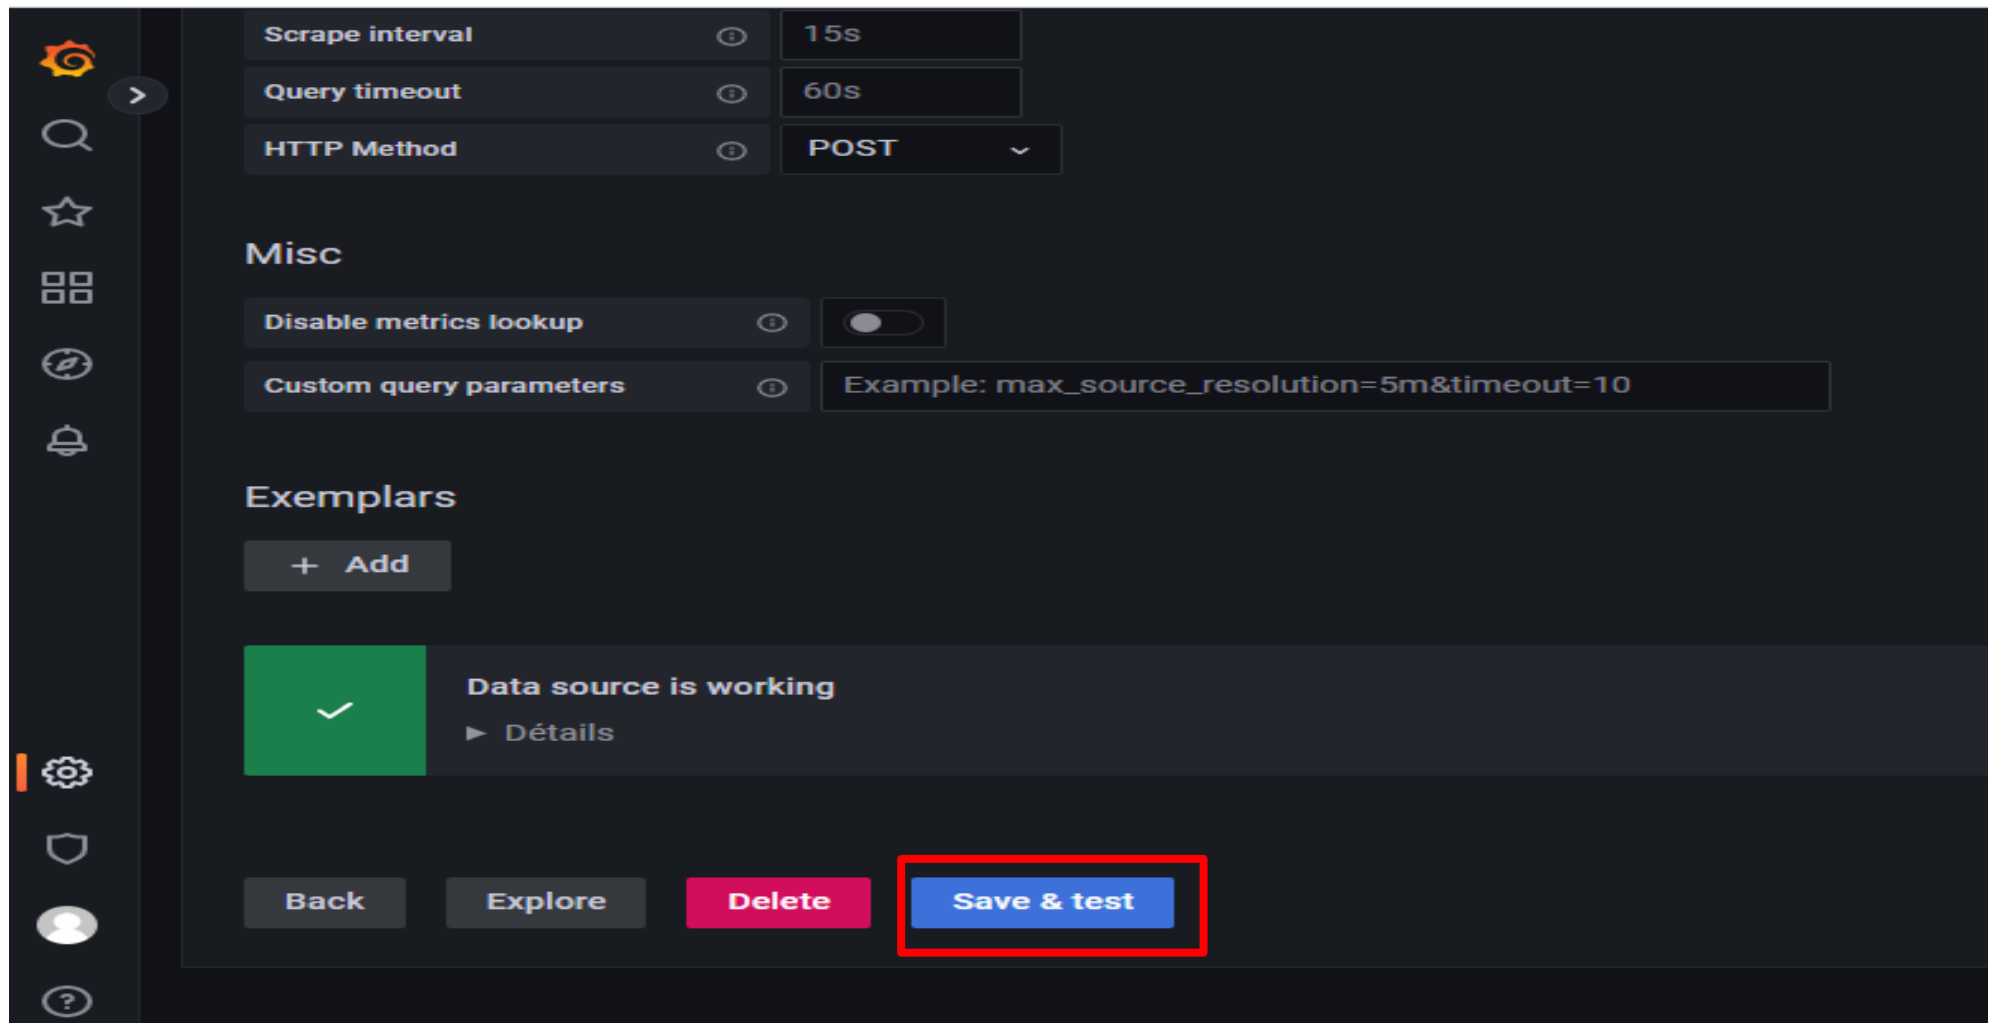 Scrape interval 15s
Query timeout 60s
HTTP Method POST
Misc
Disable metrics lookup
Custom query parameters Example: max_source_resolution=5m&timeout=10
Exemplars
+ Add
Data source is working
Détails
Back Explore Delete Save & test